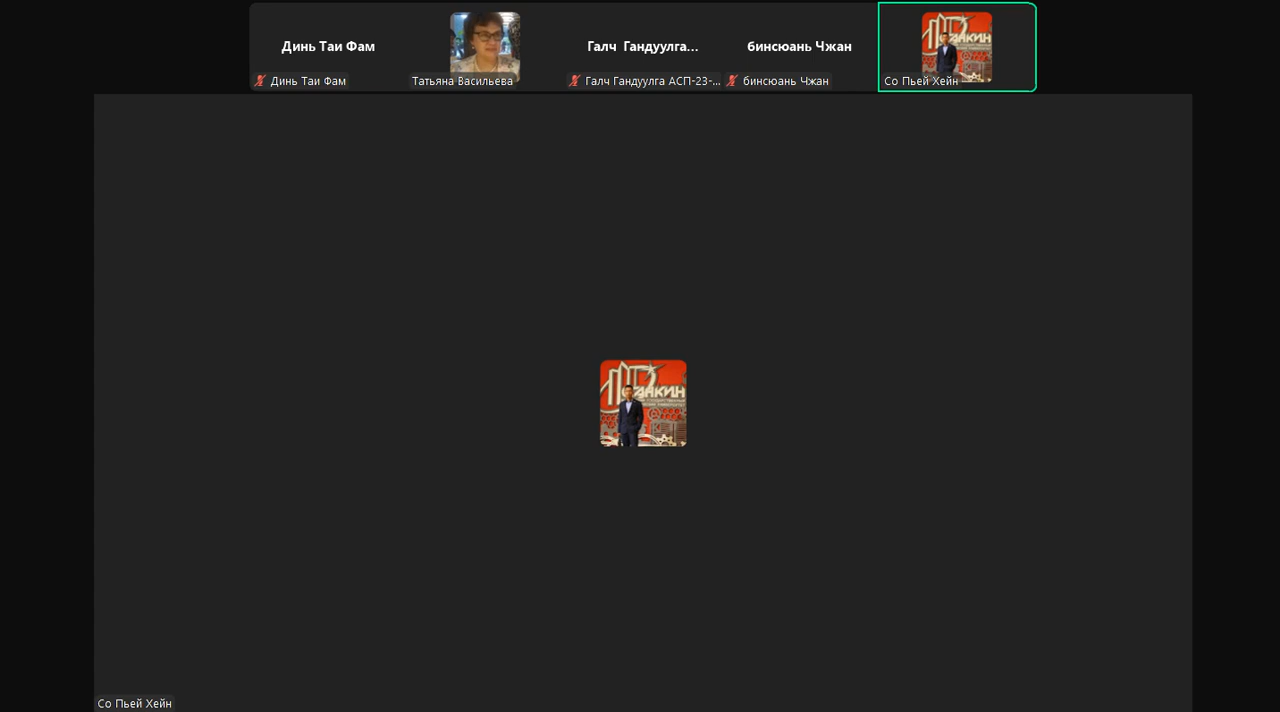 Динь Таи Фам
Галч Гандуулга...
бинсюань Чжан
Динь Таи Фам
Татьяна Васильева
Галч Гандуулга АСП-23-...
бинсюань Чжан
Со Пьей Хейн
Со Пьей Хейн